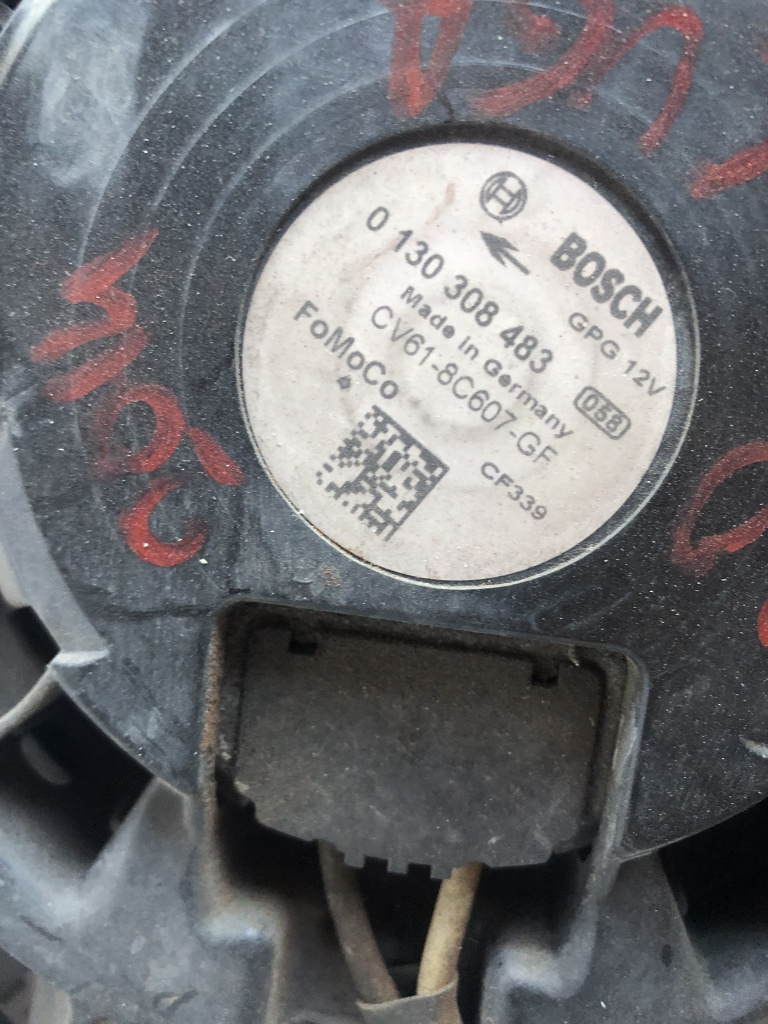 BOSCH
GPG 12V
0 130 308 483
058
Made in Germany
CV61-8C607-GF
FoMoCo
CF339